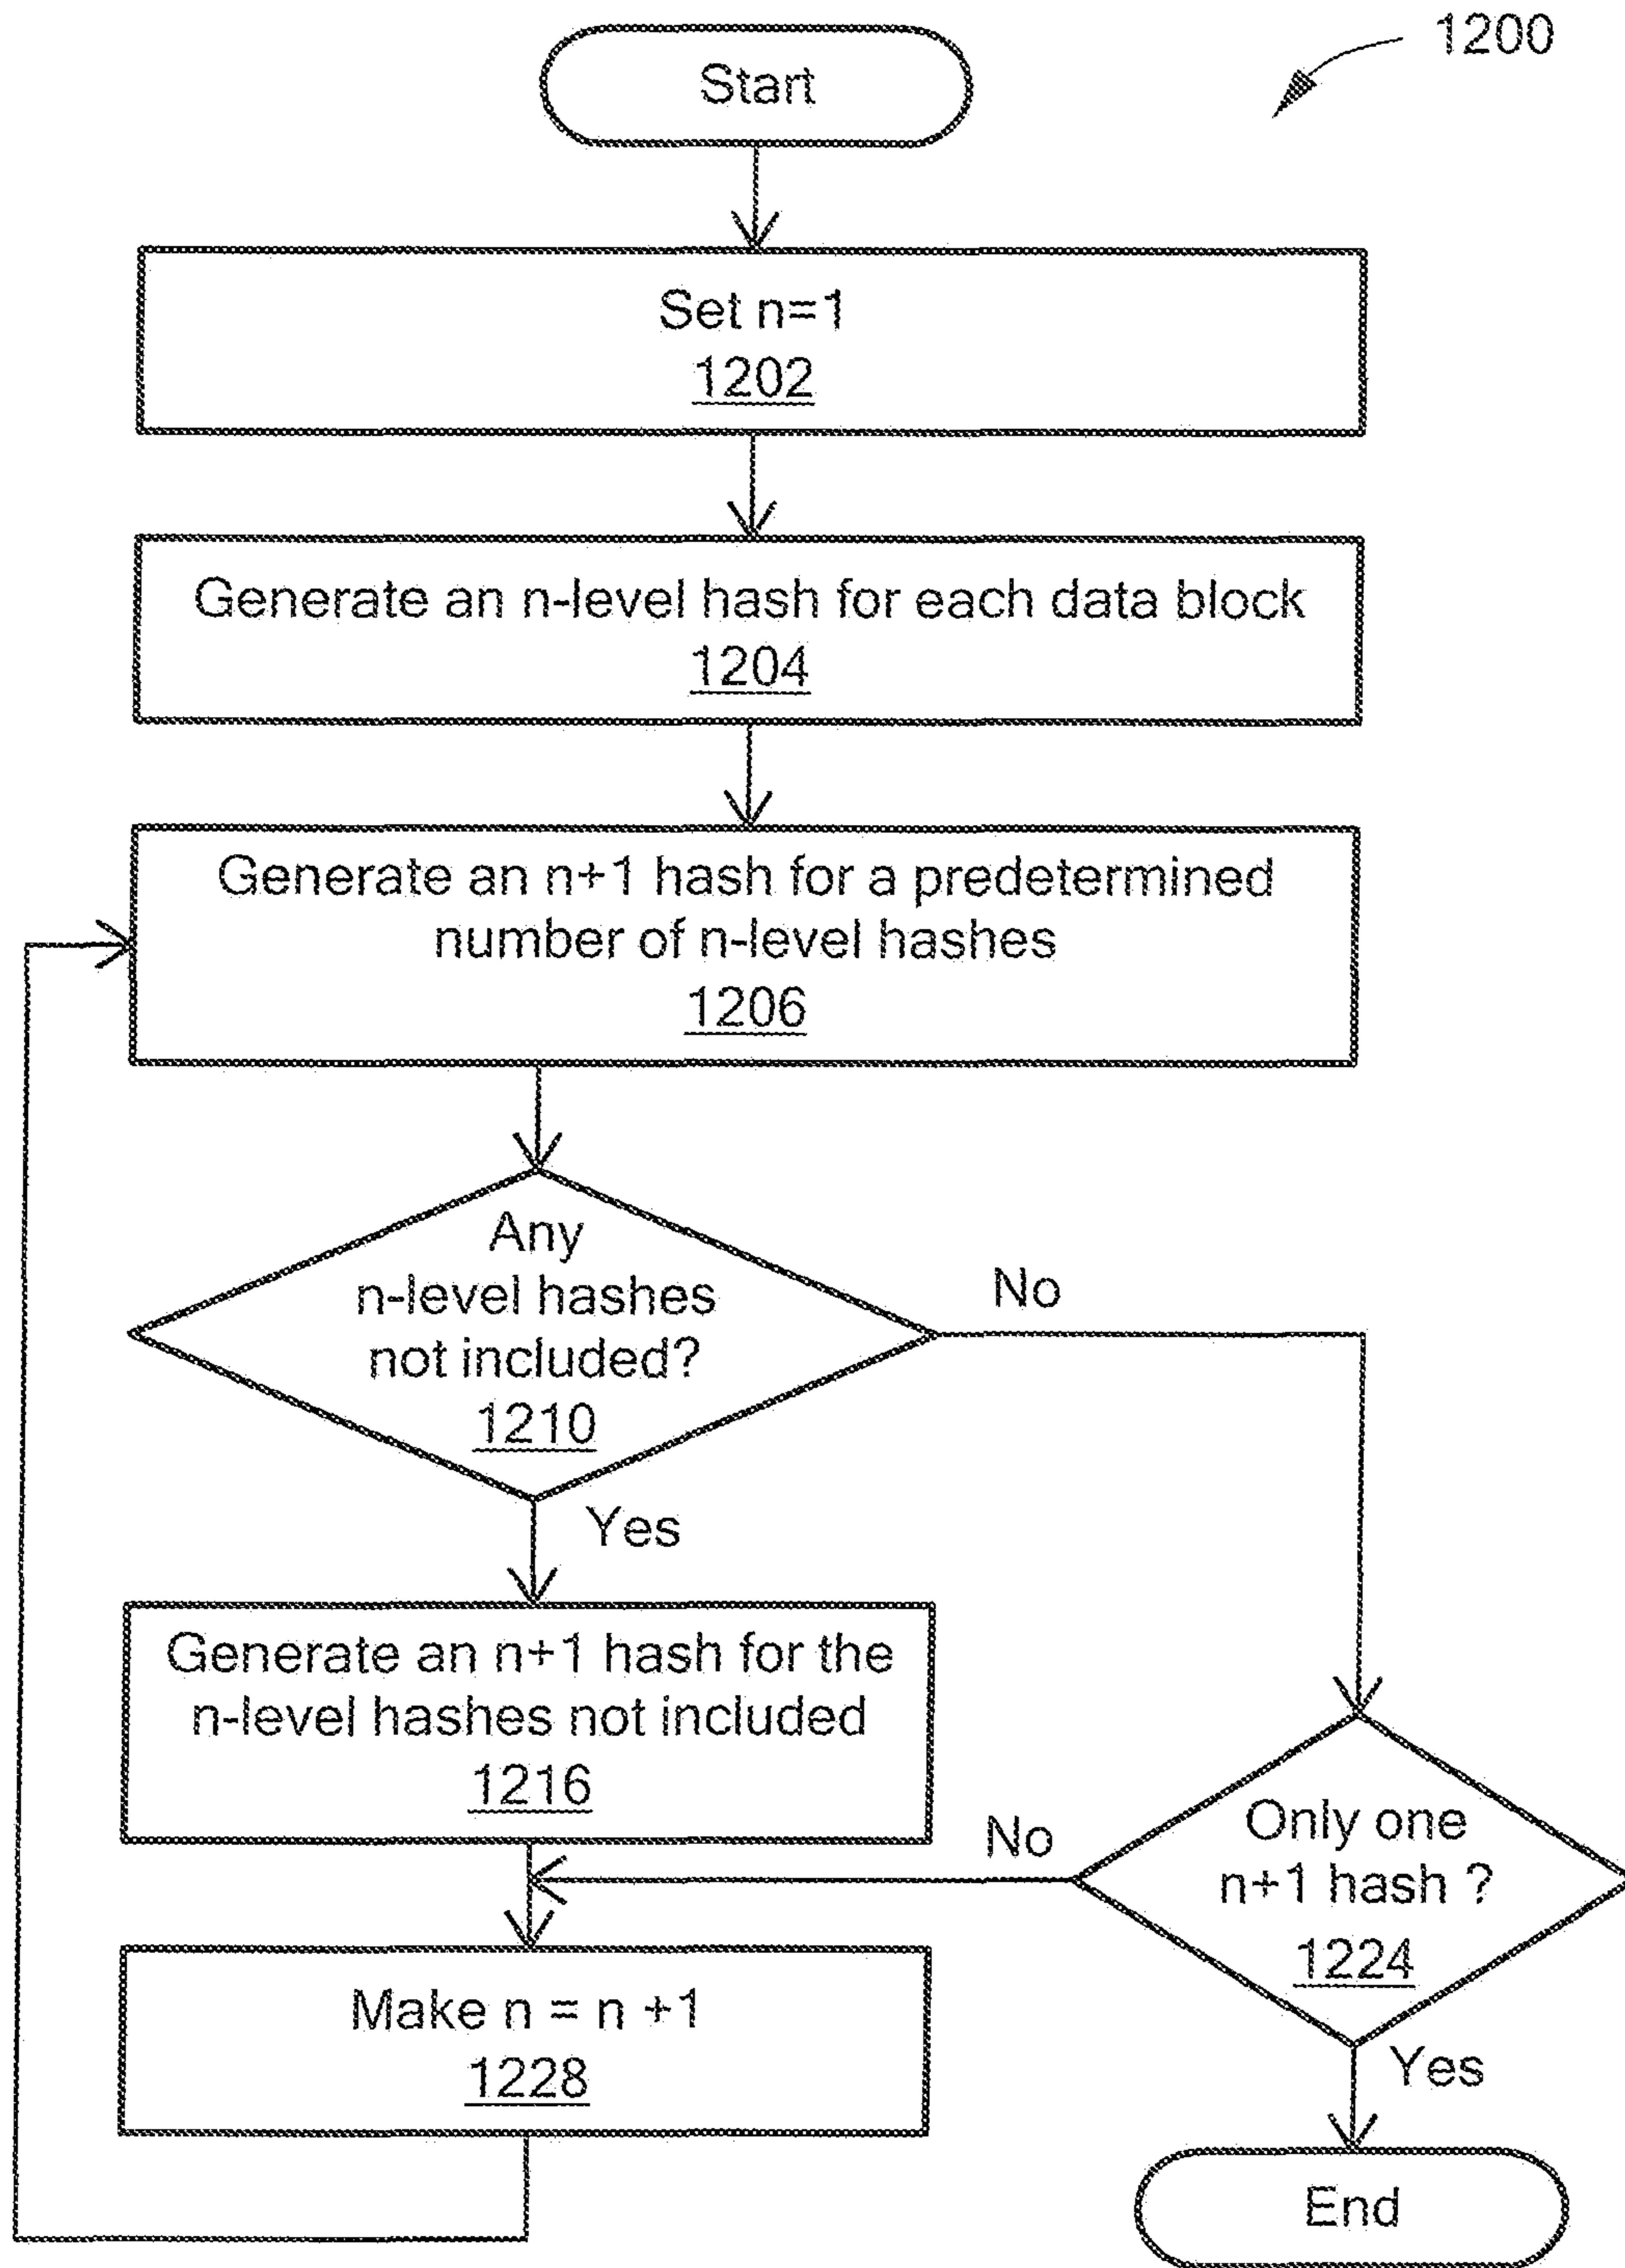 1200
Start
Set n=1
1202
Generate an n-level hash for each data block
1204
Generate an n+1 hash for a predetermined
number of n-level hashes
1206
Any
n-level hashes
not included?
1210
No
Yes
Generate an n+1 hash for the
n-level hashes not included
1216
No
Only one
n+1 hash ?
1224
Make n = n +1
1228
Yes
End